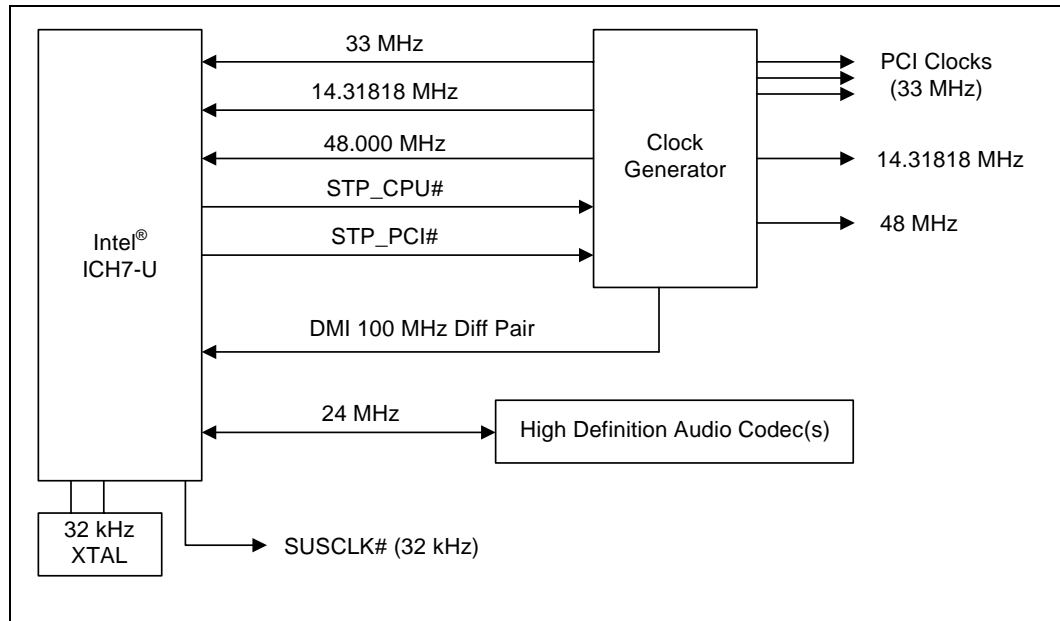 33 MHz
PCI Clocks
(33 MHz)
14.31818 MHz
48.000 MHz
Clock
Generator
14.31818 MHz
STP_CPU#
48 MHz
STP_PCI#
Intel®
ICH7-U
DMI 100 MHz Diff Pair
24 MHz
High Definition Audio Codec(s)
32 kHz
XTAL
SUSCLK# (32 kHz)